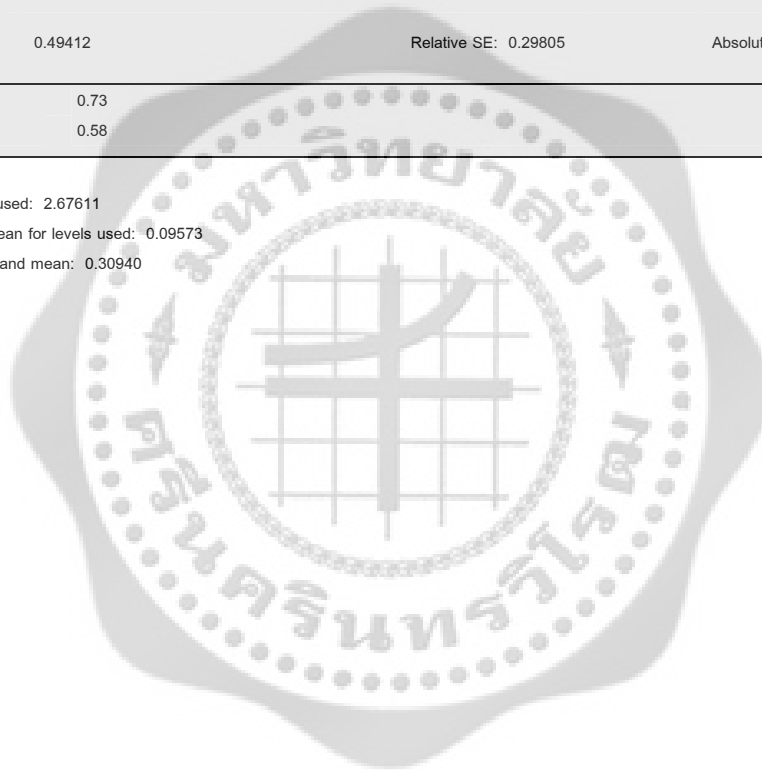 0.49412 Relative SE: 0.29805 Absolut
0.73
0.58
used: 2.67611
ean for levels used: 0.09573
and mean: 0.30940
มหาวิทยาลัย
ศรีนครินทรวิโรฒ